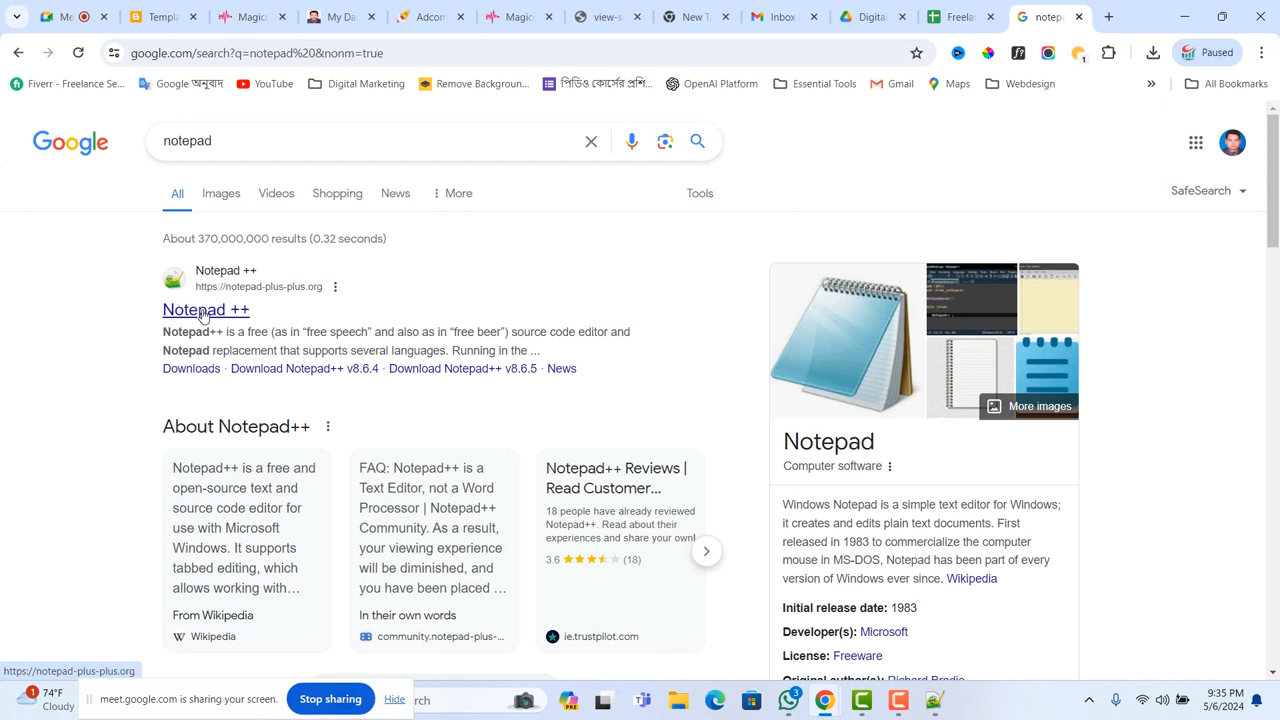 Templ
My De
Adcom
Magic
view-s
New T
Inbox
Digital
Freela
notep
google.com/search?q=notepad%20&nonm=true
Paused
Fiverr - Freelance Se...
Google অনুবাদ
YouTube
Digital Marketing
Remove Backgroun...
পিডিও কোর্সের প্রশি...
OpenAI Platform
Essential Tools
Gmail
Maps
Webdesign
All Bookmarks
Google
notepad
All
Images
Videos
Shopping
News
More
Tools
SafeSearch
About 370,000,000 results (0.32 seconds)
Notepad++
Notepad++ is a free (as in “free speech” and also as in “free beer”) source code editor and
Notepad replacement that supports several languages. Running in the ...
Downloads · Download Notepad++ v8.6 · Download Notepad++ v8.6.5 · News
About Notepad++
Notepad++ is a free and
open-source text and
source code editor for
use with Microsoft
Windows. It supports
tabbed editing, which
allows working with…
From Wikipedia
Wikipedia
FAQ: Notepad++ is a
Text Editor, not a Word
Processor | Notepad++
Community. As a result,
your viewing experience
will be diminished, and
you have been placed …
In their own words
community.notepad-plus-...
Notepad++ Reviews |
Read Customer...
18 people have already reviewed
Notepad++. Read about their
experiences and share your own!
3.6 (18)
ie.trustpilot.com
More images
Notepad
Computer software
Windows Notepad is a simple text editor for Windows;
it creates and edits plain text documents. First
released in 1983 to commercialize the computer
mouse in MS-DOS, Notepad has been part of every
version of Windows ever since. Wikipedia
Initial release date: 1983
Developer(s): Microsoft
License: Freeware
Original author(s): Richard Brodie
https://notepad-plus-plus.org
1
74°F
Cloudy
meet.google.com is sharing your screen.
Stop sharing
Hide
rch
3
9:35 PM
5/6/2024